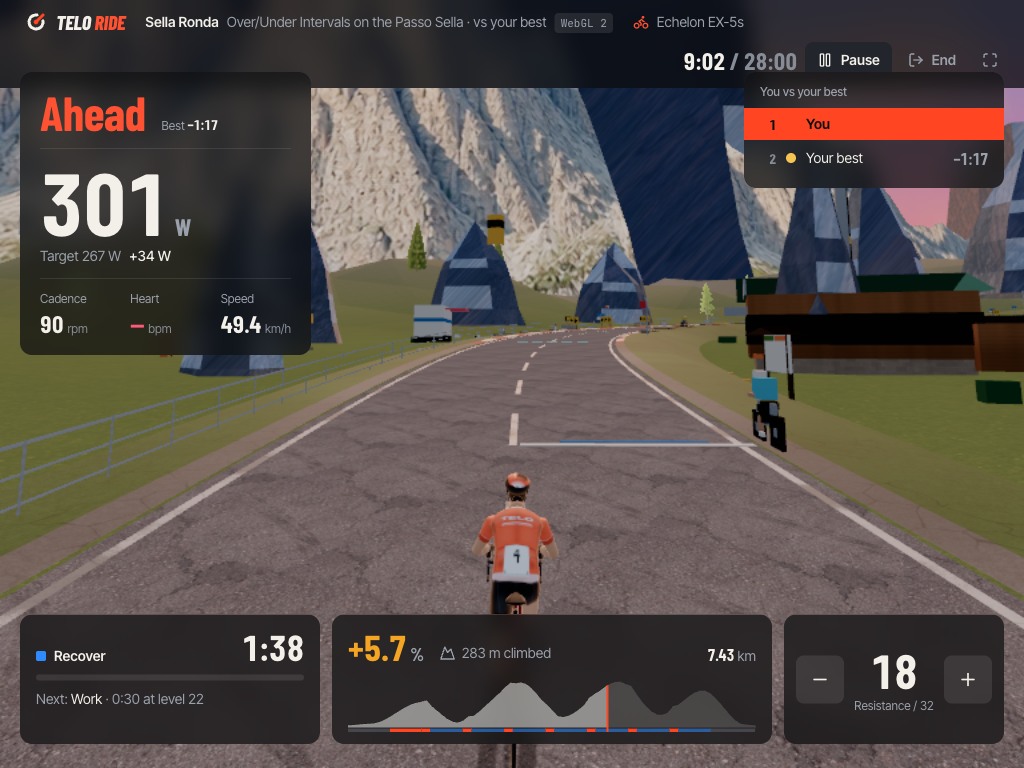 TELO RIDE Sella Ronda Over/Under Intervals on the Passo Sella · vs your best WebGL 2 Echelon EX-5s
9:02 / 28:00 Pause End
Ahead Best −1:17
301 W
Target 267 W +34 W
Cadence Heart Speed
90 rpm – bpm 49.4 km/h
You vs your best
1 You
2 Your best −1:17
TELO
Recover 1:38
Next: Work · 0:30 at level 22
+5.7 % 283 m climbed 7.43 km
− 18 +
Resistance / 32